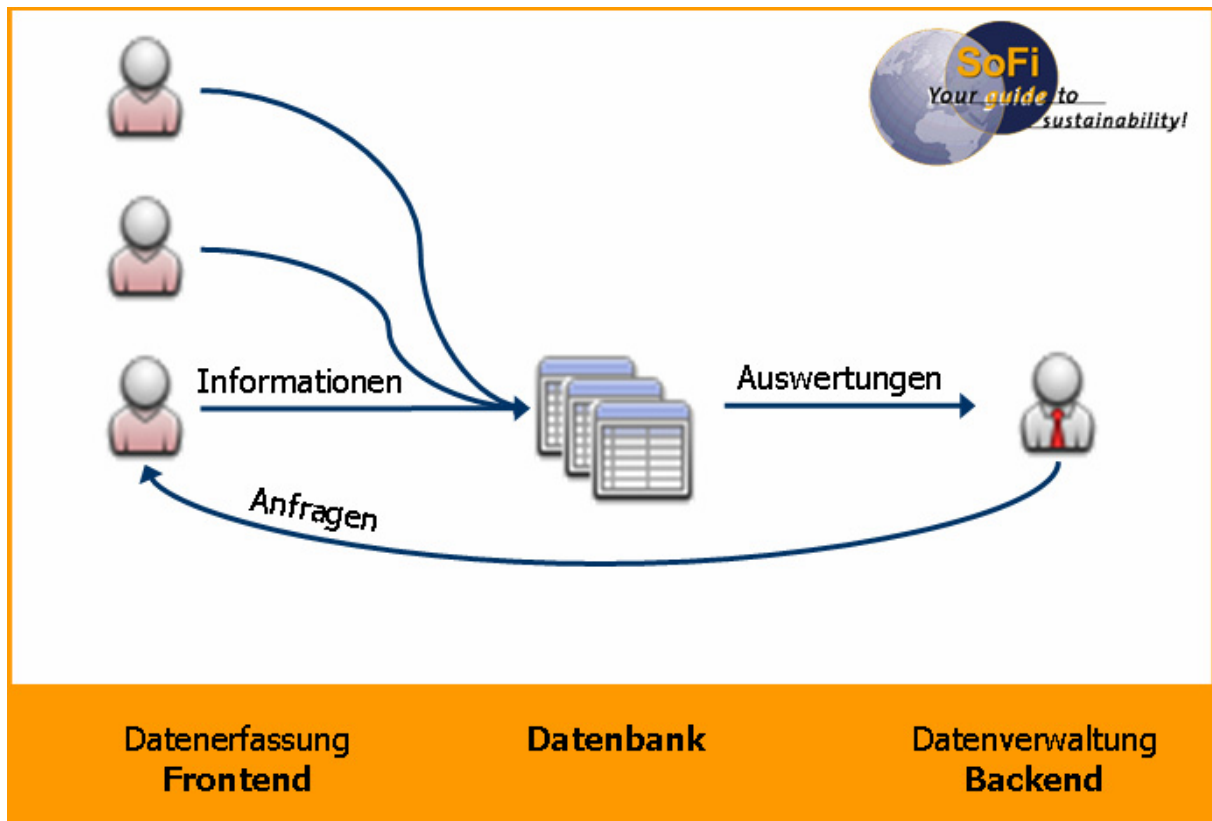 SoFi
Your guide to
sustainability!
Informationen
Auswertungen
Anfragen
Datenerfassung
Frontend
Datenbank
Datenverwaltung
Backend